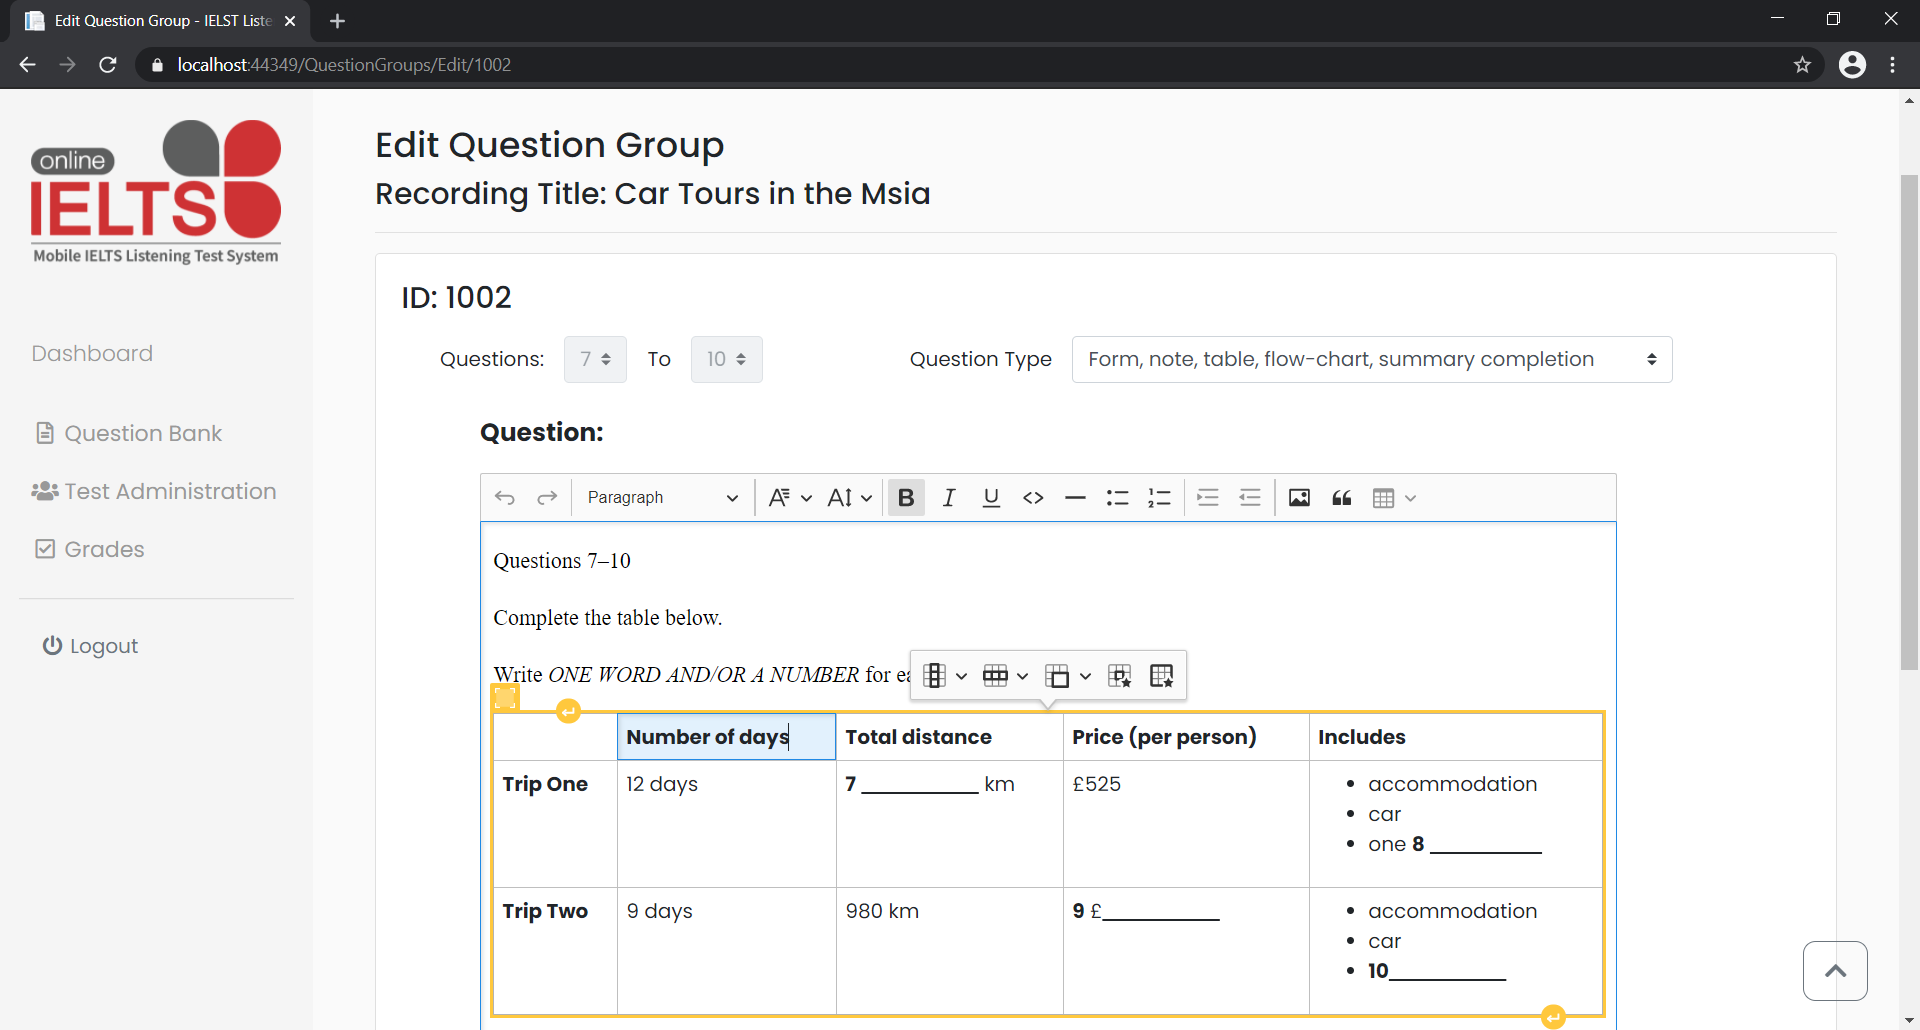 Edit Question Group - IELST Liste
localhost:44349/QuestionGroups/Edit/1002
online
IELTS
Mobile IELTS Listening Test System
Dashboard
Question Bank
Test Administration
Grades
Logout
Edit Question Group
Recording Title: Car Tours in the Msia
ID: 1002
Questions: 7 To 10 Question Type Form, note, table, flow-chart, summary completion
Question:
Paragraph
Questions 7–10
Complete the table below.
Write ONE WORD AND/OR A NUMBER for ea
Number of days Total distance Price (per person) Includes
Trip One 12 days 7 __________ km £525
• accommodation
• car
• one 8 __________
Trip Two 9 days 980 km 9 £__________
• accommodation
• car
• 10__________